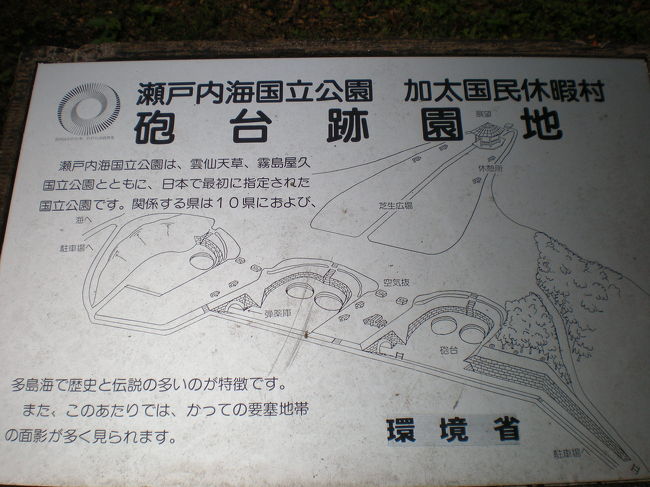 瀬戸内海国立公園 加太国民休暇村
砲台跡園地
瀬戸内海国立公園は、雲仙天草、霧島屋久
国立公園とともに、日本で最初に指定された
国立公園です。関係する県は１０県におよび、
展望
休憩所
芝生広場
海へ
駐車場へ
空気抜
弾薬庫
砲台
多島海で歴史と伝説の多いのが特徴です。
また、このあたりでは、かつての要塞地帯
の面影が多く見られます。
環境省
駐車場へ